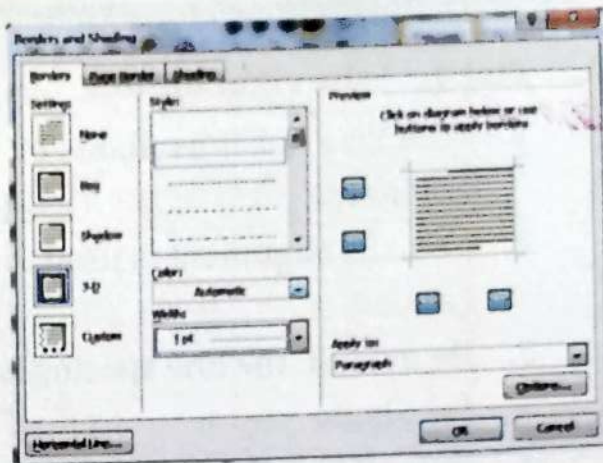 Borders and Shading
Borders Page Border Shading
Setting:
None
Box
Shadow
3-D
Custom
Style:
Color:
Automatic
Width:
1 pt
Preview
Click on diagram below or use
buttons to apply borders
Apply to:
Paragraph
Options...
Horizontal Line...
OK
Cancel